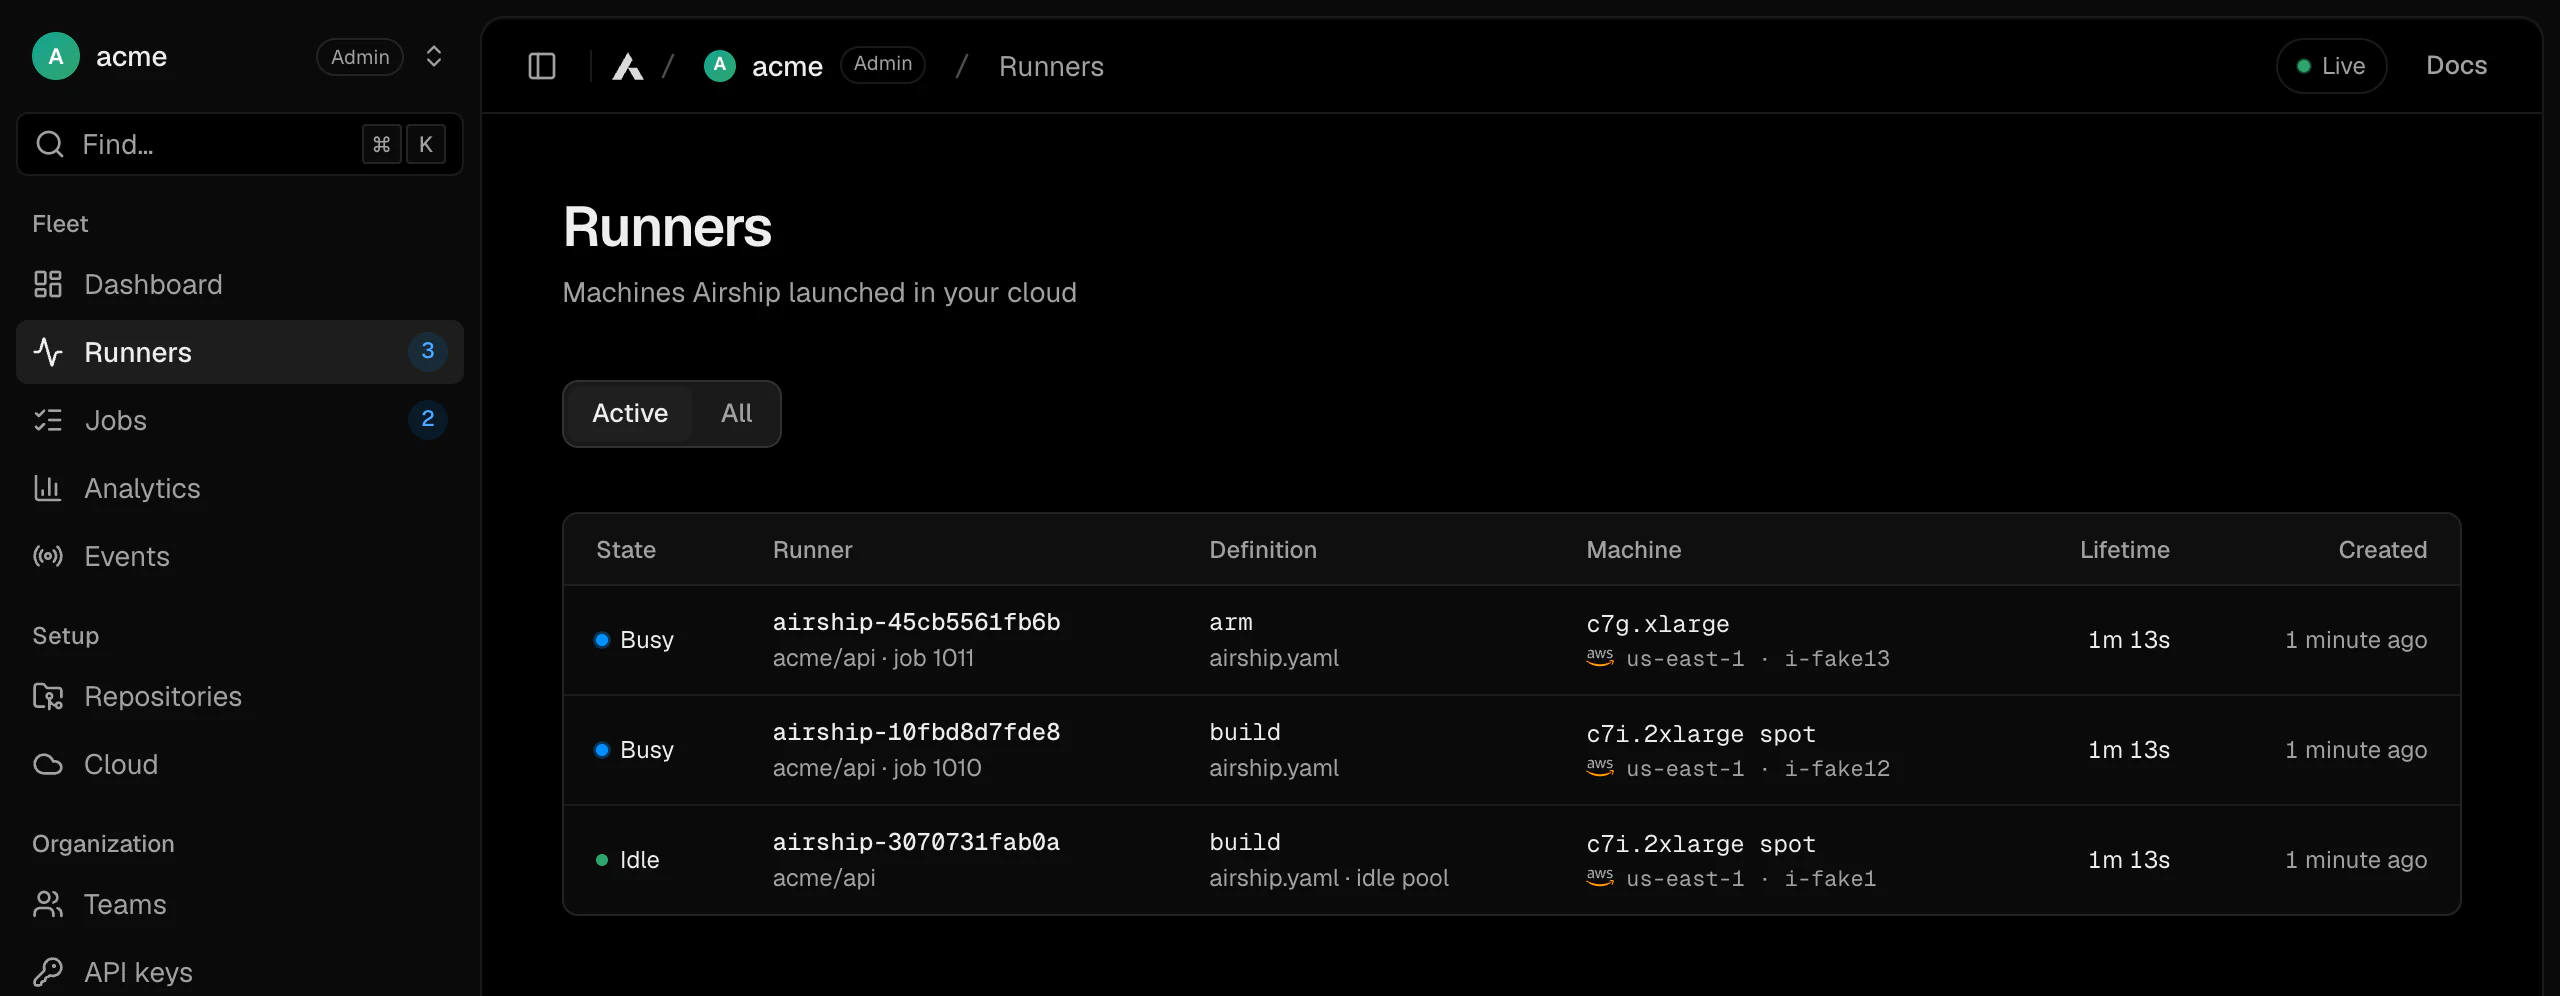 A acme Admin
Find... ⌘ K
Fleet
Dashboard
Runners 3
Jobs 2
Analytics
Events
Setup
Repositories
Cloud
Organization
Teams
API keys
/ A acme Admin / Runners
Live Docs
Runners
Machines Airship launched in your cloud
Active All
State Runner Definition Machine Lifetime Created
Busy airship-45cb5561fb6b arm c7g.xlarge 1m 13s 1 minute ago
acme/api · job 1011 airship.yaml aws us-east-1 · i-fake13
Busy airship-10fbd8d7fde8 build c7i.2xlarge spot 1m 13s 1 minute ago
acme/api · job 1010 airship.yaml aws us-east-1 · i-fake12
Idle airship-3070731fab0a build c7i.2xlarge spot 1m 13s 1 minute ago
acme/api airship.yaml · idle pool aws us-east-1 · i-fake1